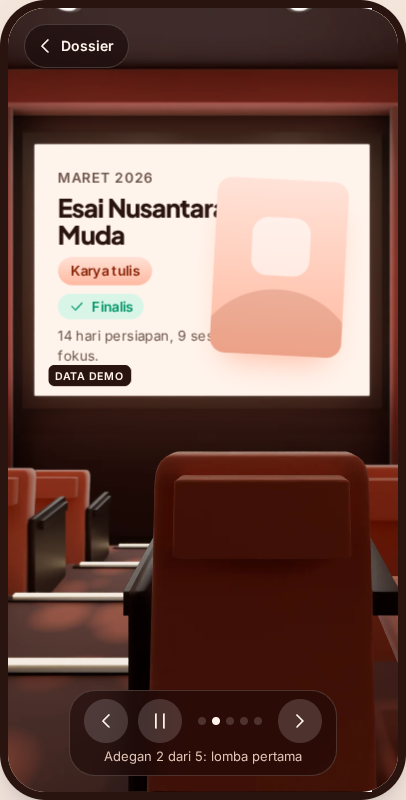 Dossier
MARET 2026
Esai Nusantara
Muda
Karya tulis
Finalis
14 hari persiapan, 9
fokus.
DATA DEMO
Adegan 2 dari 5: lomba pertama